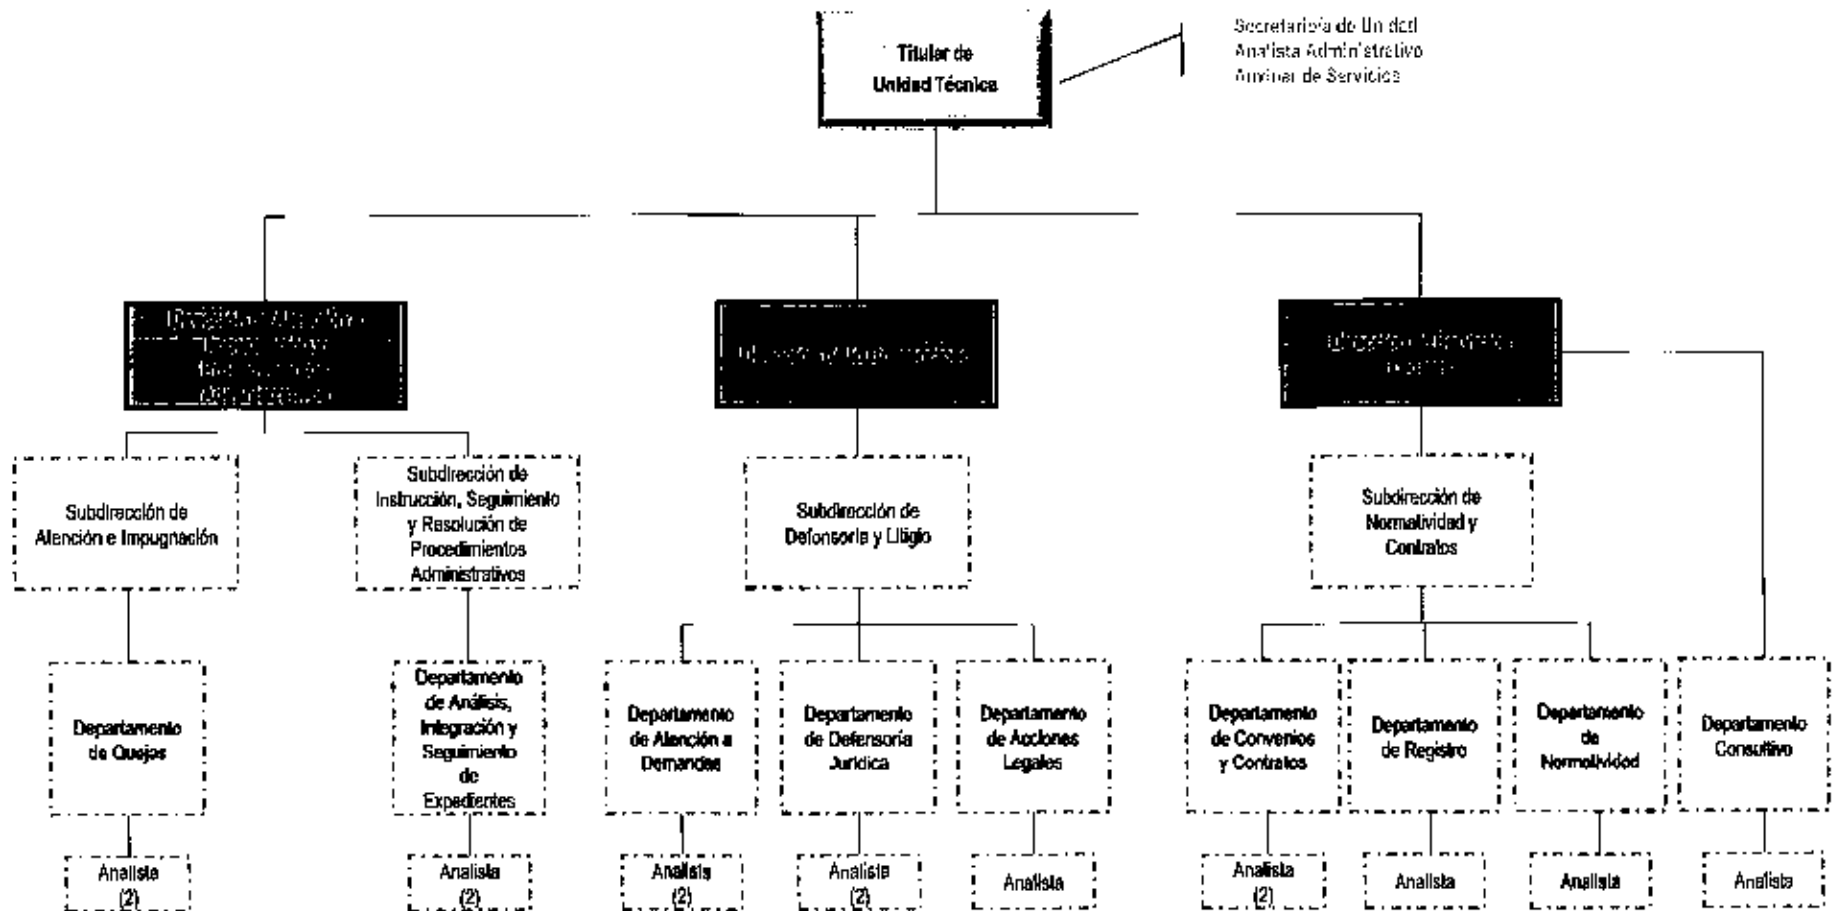 Titular de
Unidad Técnica
Secretario/a de Unidad
Analista Administrativo
Auxiliar de Servicios
Subdirección de
Atención e Impugnación
Subdirección de
Instrucción, Seguimiento
y Resolución de
Procedimientos
Administrativos
Subdirección de
Defensoría y Litigio
Subdirección de
Normatividad y
Contratos
Departamento
de Quejas
Departamento
de Análisis,
Integración y
Seguimiento
de
Expedientes
Departamento
de Atención a
Demandas
Departamento
de Defensoría
Jurídica
Departamento
de Acciones
Legales
Departamento
de Convenios
y Contratos
Departamento
de Registro
Departamento
de
Normatividad
Departamento
Consultivo
Analista
(2)
Analista
(2)
Analista
(2)
Analista
(2)
Analista
Analista
(2)
Analista
Analista
Analista